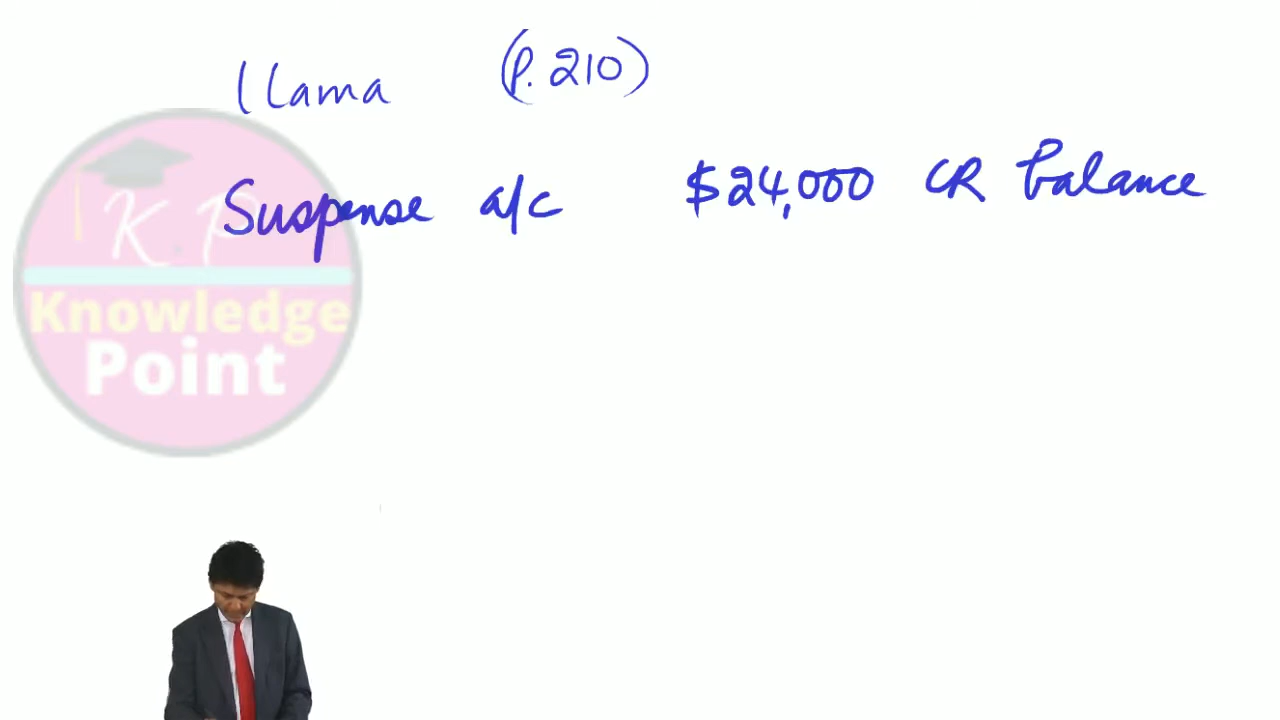 Llama (P.210)
Suspense a/c $24,000 CR balance
K.P
Knowledge
Point